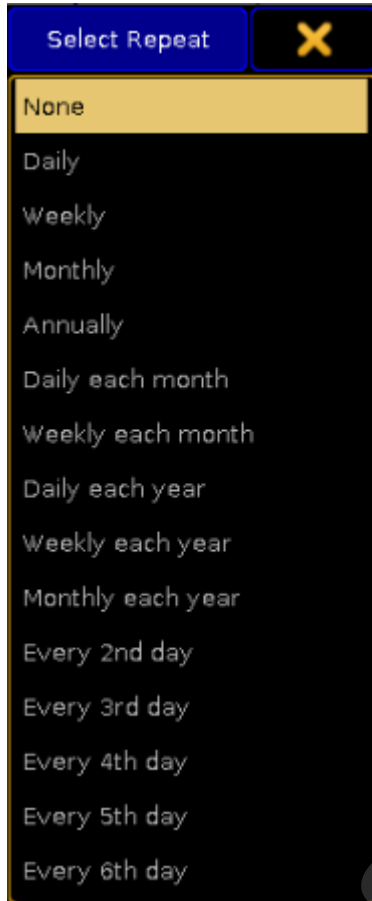 Select Repeat
None
Daily
Weekly
Monthly
Annually
Daily each month
Weekly each month
Daily each year
Weekly each year
Monthly each year
Every 2nd day
Every 3rd day
Every 4th day
Every 5th day
Every 6th day